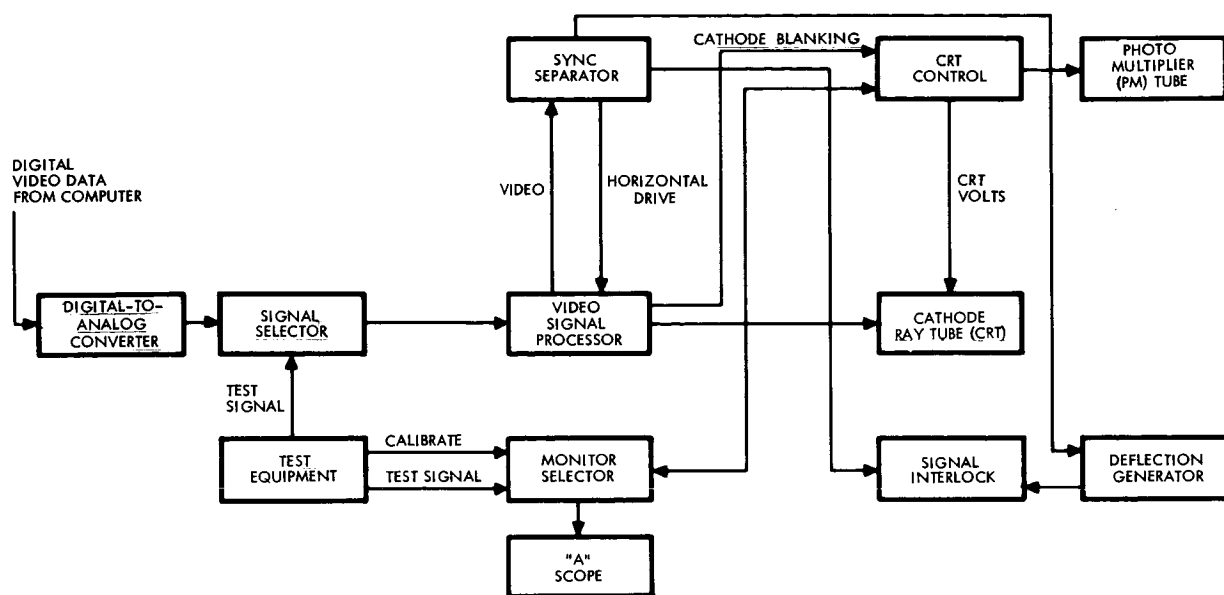 CATHODE BLANKING
SYNC
SEPARATOR
CRT
CONTROL
PHOTO
MULTIPLIER
(PM) TUBE
DIGITAL
VIDEO DATA
FROM COMPUTER
VIDEO
HORIZONTAL
DRIVE
CRT
VOLTS
DIGITAL-TO-
ANALOG
CONVERTER
SIGNAL
SELECTOR
VIDEO
SIGNAL
PROCESSOR
CATHODE
RAY TUBE (CRT)
TEST
SIGNAL
CALIBRATE
TEST
EQUIPMENT
TEST SIGNAL
MONITOR
SELECTOR
SIGNAL
INTERLOCK
DEFLECTION
GENERATOR
"A"
SCOPE